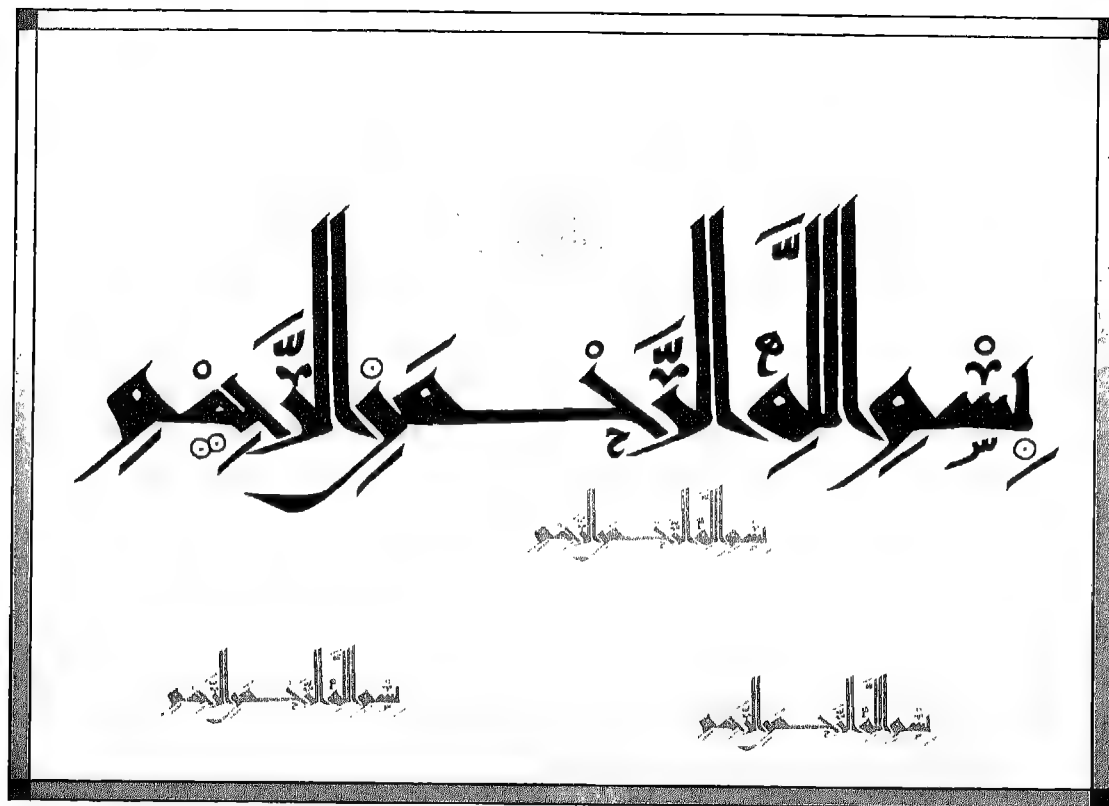 بِسْمِ اللَّهِ الرَّحْمَنِ الرَّحِيمِ
بسم الله الرحمن الرحيم
بسم الله الرحمن الرحيم
بسم الله الرحمن الرحيم